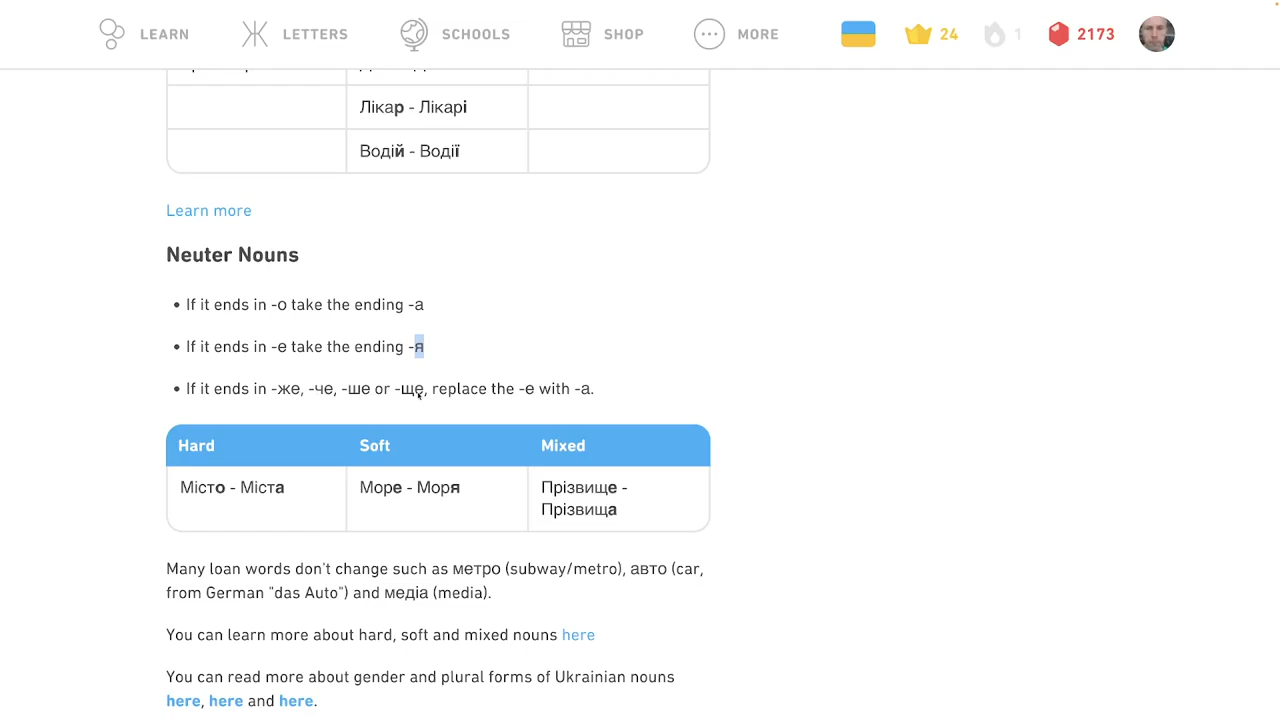 LEARN LETTERS SCHOOLS SHOP MORE 24 1 2173
Лікар - Лікарі
Водій - Водії
Learn more
Neuter Nouns
• If it ends in -о take the ending -а
• If it ends in -е take the ending -я
• If it ends in -же, -че, -ше or -ще, replace the -е with -а.
Hard Soft Mixed
Місто - Міста Море - Моря Прізвище -
Прізвища
Many loan words don't change such as метро (subway/metro), авто (car,
from German "das Auto") and медіа (media).
You can learn more about hard, soft and mixed nouns here
You can read more about gender and plural forms of Ukrainian nouns
here, here and here.